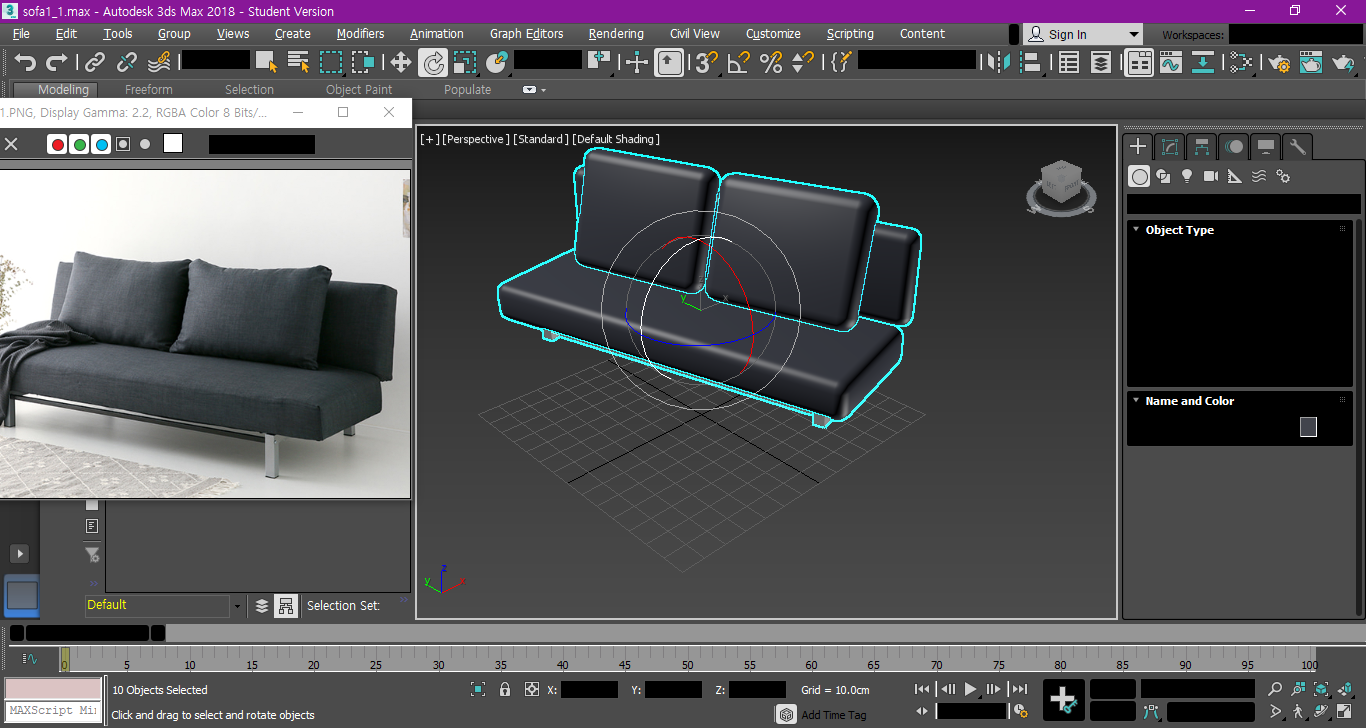 sofa1_1.max - Autodesk 3ds Max 2018 - Student Version
File Edit Tools Group Views Create Modifiers Animation Graph Editors Rendering Civil View Customize Scripting Content Sign In Workspaces:
Modeling Freeform Selection Object Paint Populate
1.PNG, Display Gamma: 2.2, RGBA Color 8 Bits/...
[+] [Perspective ] [Standard ] [Default Shading ]
Object Type
Name and Color
y x
z
y x
Default Selection Set:
0 5 10 15 20 25 30 35 40 45 50 55 60 65 70 75 80 85 90 95 100
10 Objects Selected X: Y: Z: Grid = 10.0cm
MAXScript Mi
Click and drag to select and rotate objects Add Time Tag